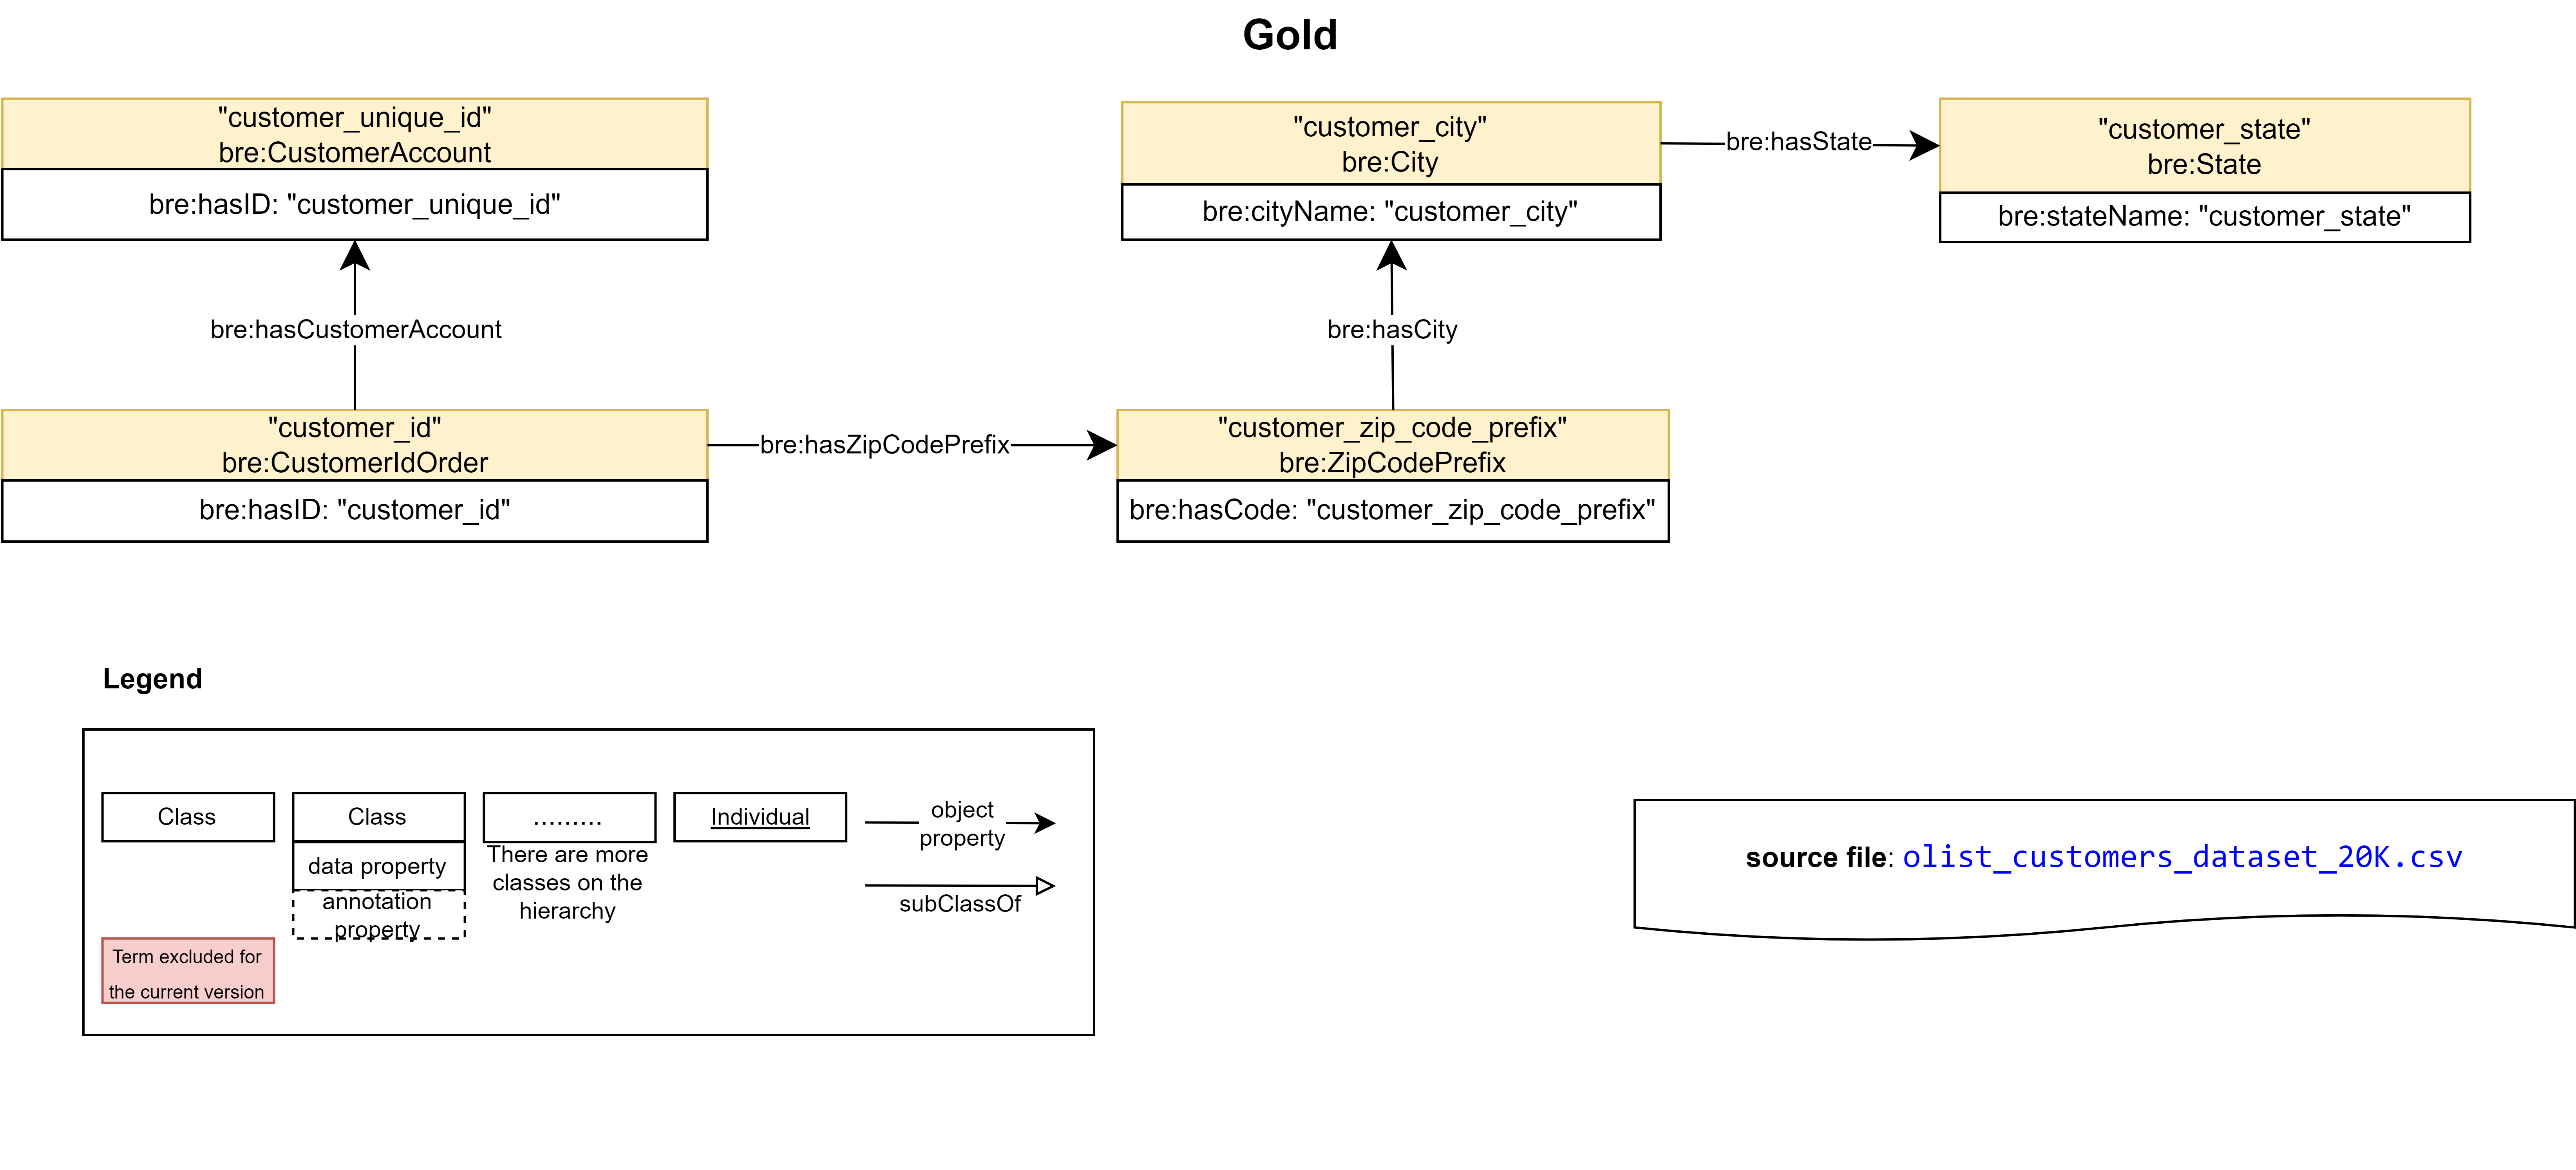 Gold
"customer_unique_id"
bre:CustomerAccount
bre:hasID: "customer_unique_id"
"customer_city"
bre:City
bre:cityName: "customer_city"
bre:hasState
"customer_state"
bre:State
bre:stateName: "customer_state"
bre:hasCustomerAccount
bre:hasCity
"customer_id"
bre:CustomerIdOrder
bre:hasID: "customer_id"
bre:hasZipCodePrefix
"customer_zip_code_prefix"
bre:ZipCodePrefix
bre:hasCode: "customer_zip_code_prefix"
Legend
Class
Class
data property
annotation
property
.........
There are more
classes on the
hierarchy
Individual
object
property
subClassOf
Term excluded for
the current version
source file: olist_customers_dataset_20K.csv